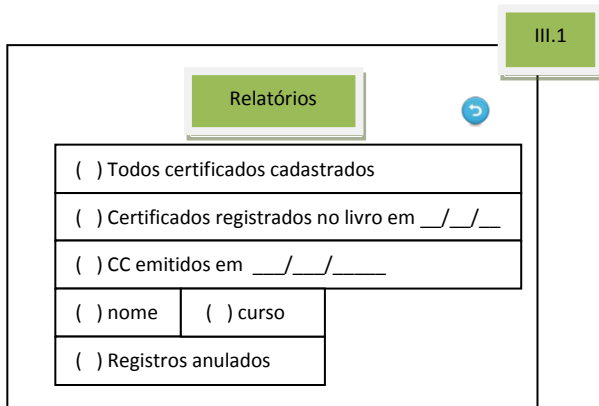 III.1
Relatórios
( ) Todos certificados cadastrados
( ) Certificados registrados no livro em __/__/__
( ) CC emitidos em ___/___/_____
( ) nome ( ) curso
( ) Registros anulados